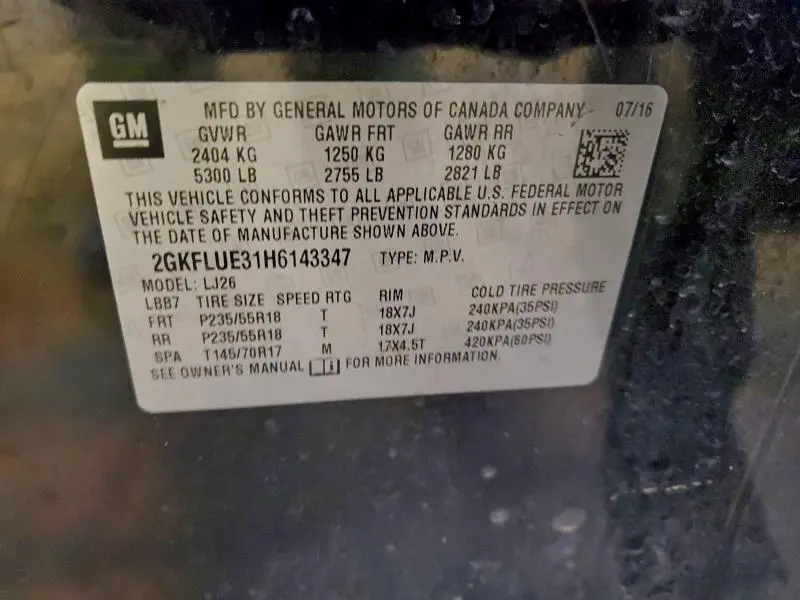 GM
MFD BY GENERAL MOTORS OF CANADA COMPANY 07/16
GVWR GAWR FRT GAWR RR
2404 KG 1250 KG 1280 KG
5300 LB 2755 LB 2821 LB
THIS VEHICLE CONFORMS TO ALL APPLICABLE U.S. FEDERAL MOTOR
VEHICLE SAFETY AND THEFT PREVENTION STANDARDS IN EFFECT ON
THE DATE OF MANUFACTURE SHOWN ABOVE.
2GKFLUE31H6143347 TYPE: M.P.V.
MODEL: LJ26
LBB7 TIRE SIZE SPEED RTG RIM COLD TIRE PRESSURE
FRT P235/55R18 T 18X7J 240KPA(35PSI)
RR P235/55R18 T 18X7J 240KPA(35PSI)
SPA T145/70R17 M 17X4.5T 420KPA(60PSI)
SEE OWNER'S MANUAL FOR MORE INFORMATION.